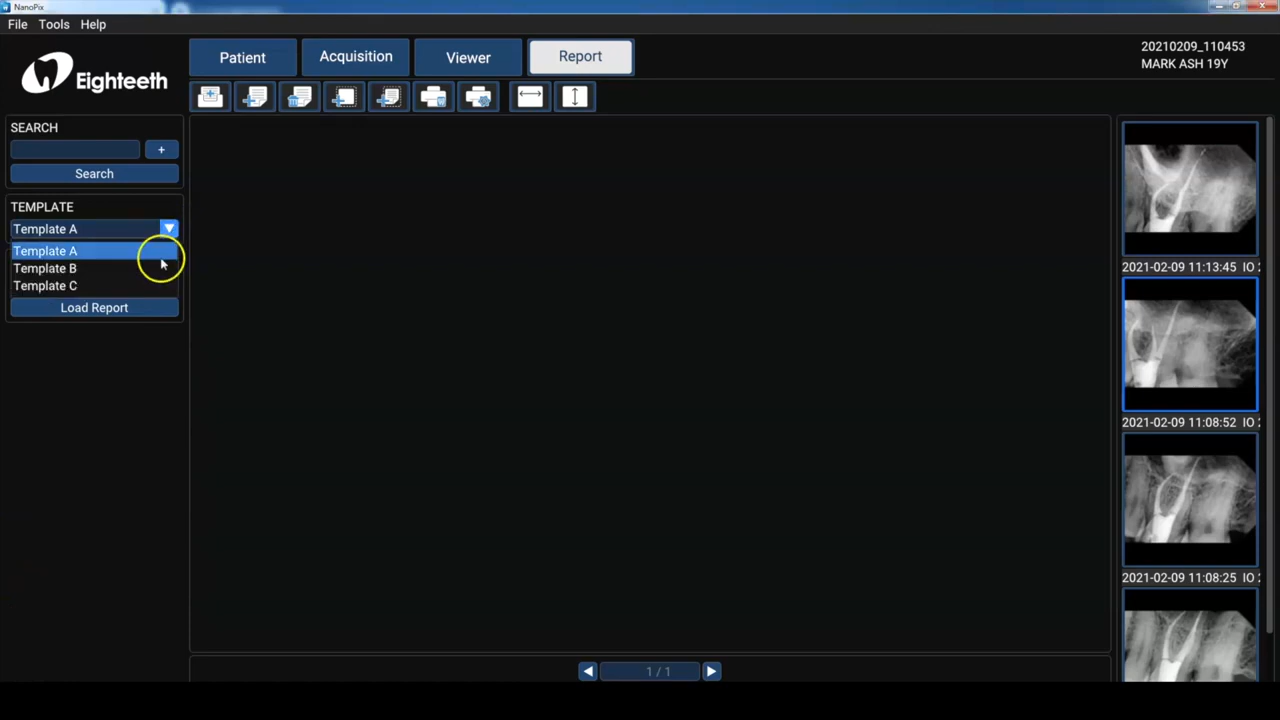 NanoPix
File Tools Help
Eighteeth
Patient
Acquisition
Viewer
Report
20210209_110453
MARK ASH 19Y
SEARCH
+
Search
TEMPLATE
Template A
Template A
Template B
Template C
Load Report
2021-02-09 11:13:45 IO
2021-02-09 11:08:52 IO
2021-02-09 11:08:25 IO
1 / 1